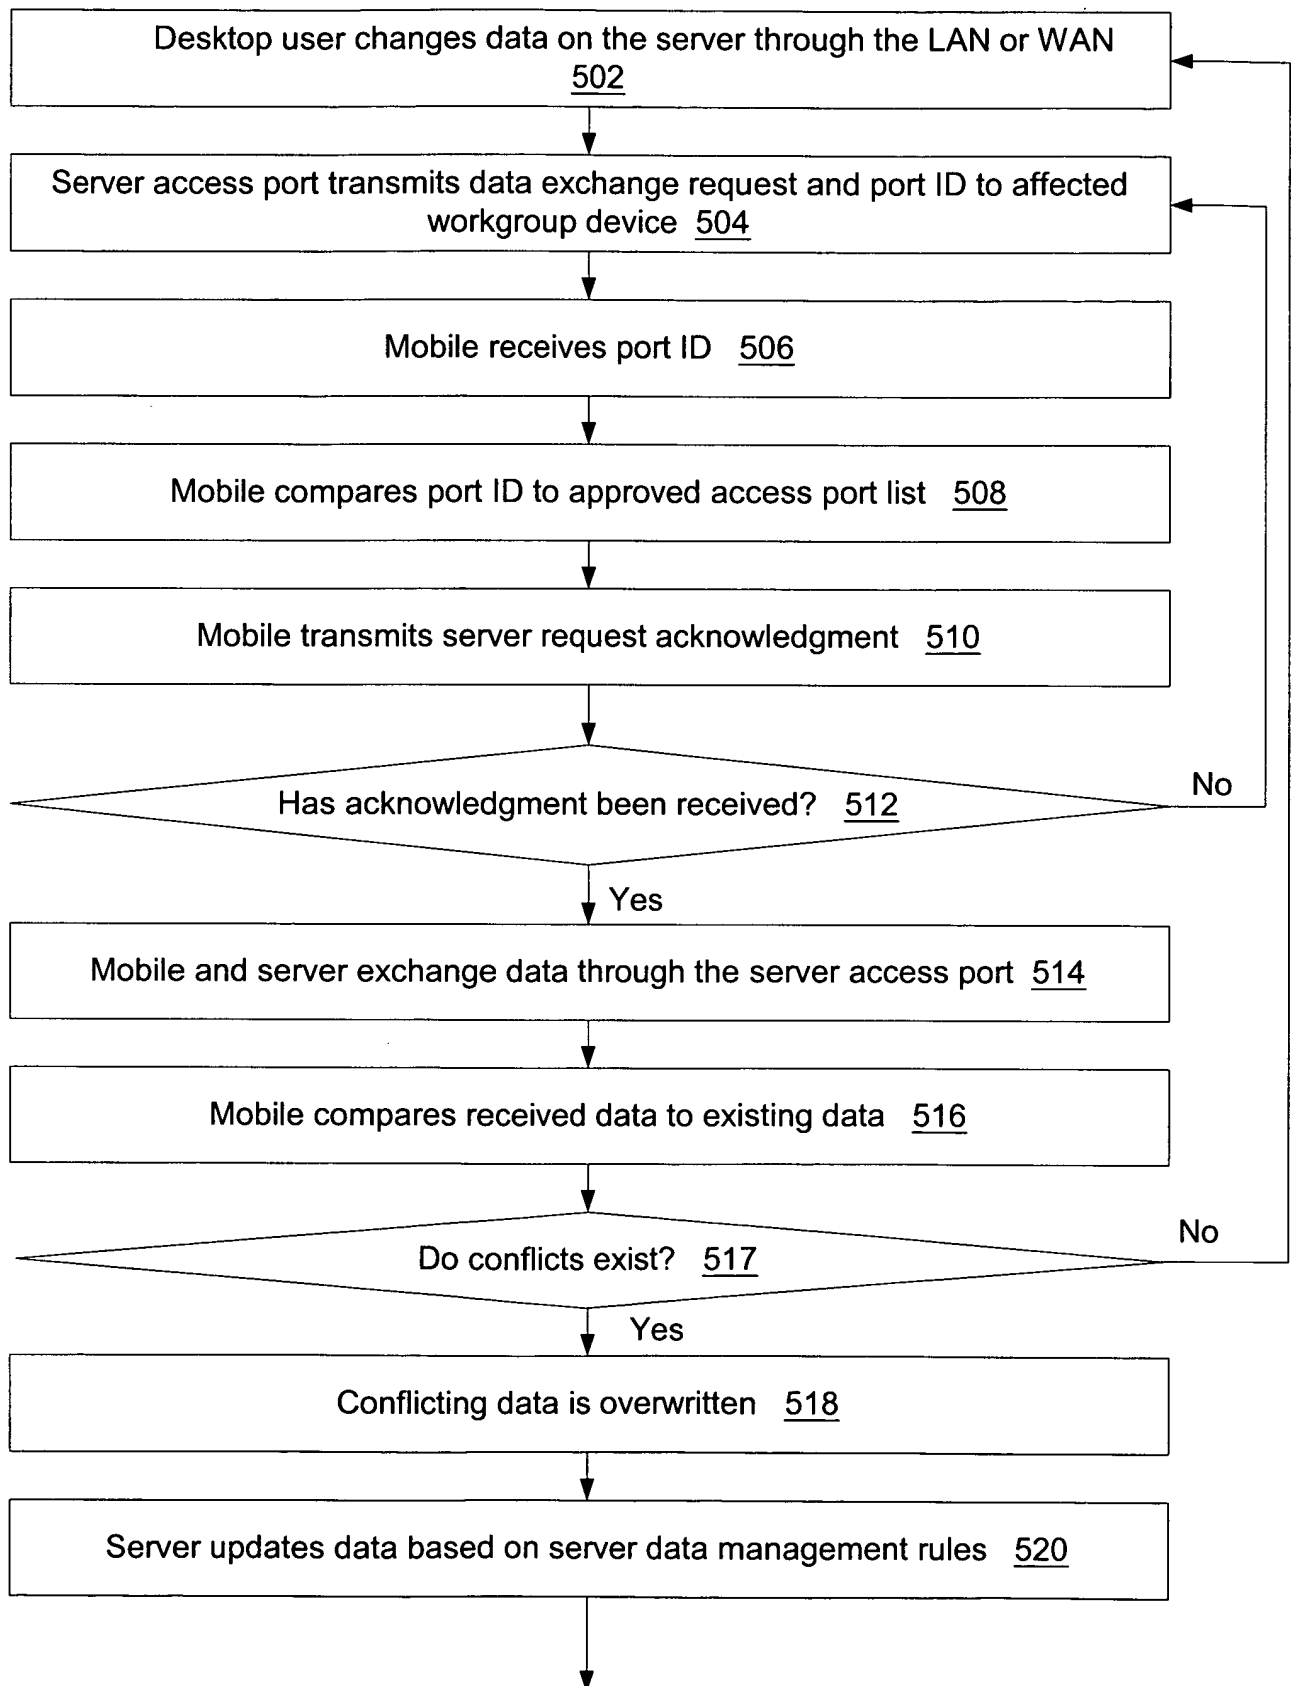 Desktop user changes data on the server through the LAN or WAN
502
Server access port transmits data exchange request and port ID to affected
workgroup device 504
Mobile receives port ID 506
Mobile compares port ID to approved access port list 508
Mobile transmits server request acknowledgment 510
Has acknowledgment been received? 512
No
Yes
Mobile and server exchange data through the server access port 514
Mobile compares received data to existing data 516
Do conflicts exist? 517
No
Yes
Conflicting data is overwritten 518
Server updates data based on server data management rules 520